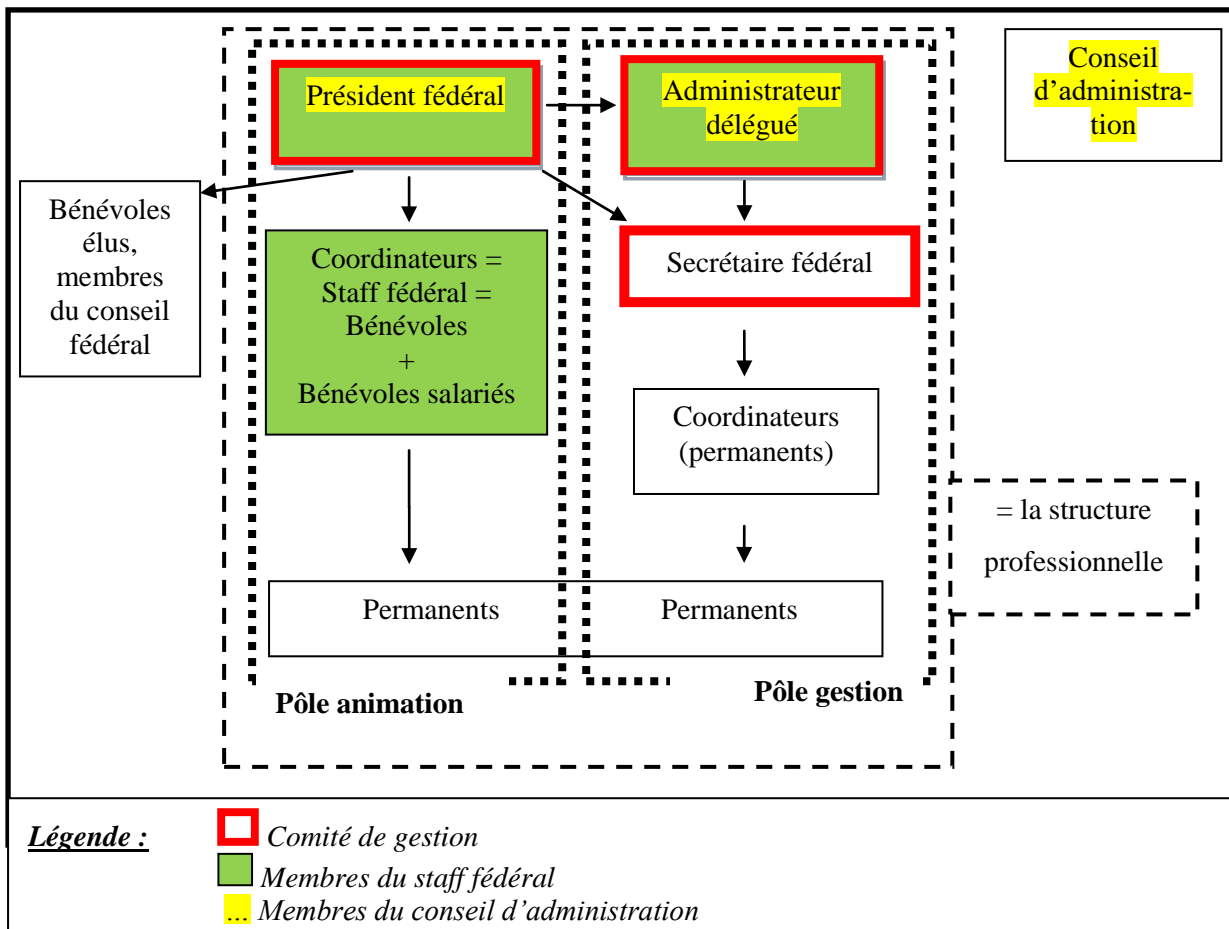 Président fédéral
Administrateur
délégué
Conseil
d’administra-
tion
Bénévoles
élus,
membres
du conseil
fédéral
Coordinateurs =
Staff fédéral =
Bénévoles
+
Bénévoles salariés
Secrétaire fédéral
Coordinateurs
(permanents)
= la structure
professionnelle
Permanents
Permanents
Pôle animation
Pôle gestion
Légende :
Comité de gestion
Membres du staff fédéral
... Membres du conseil d’administration